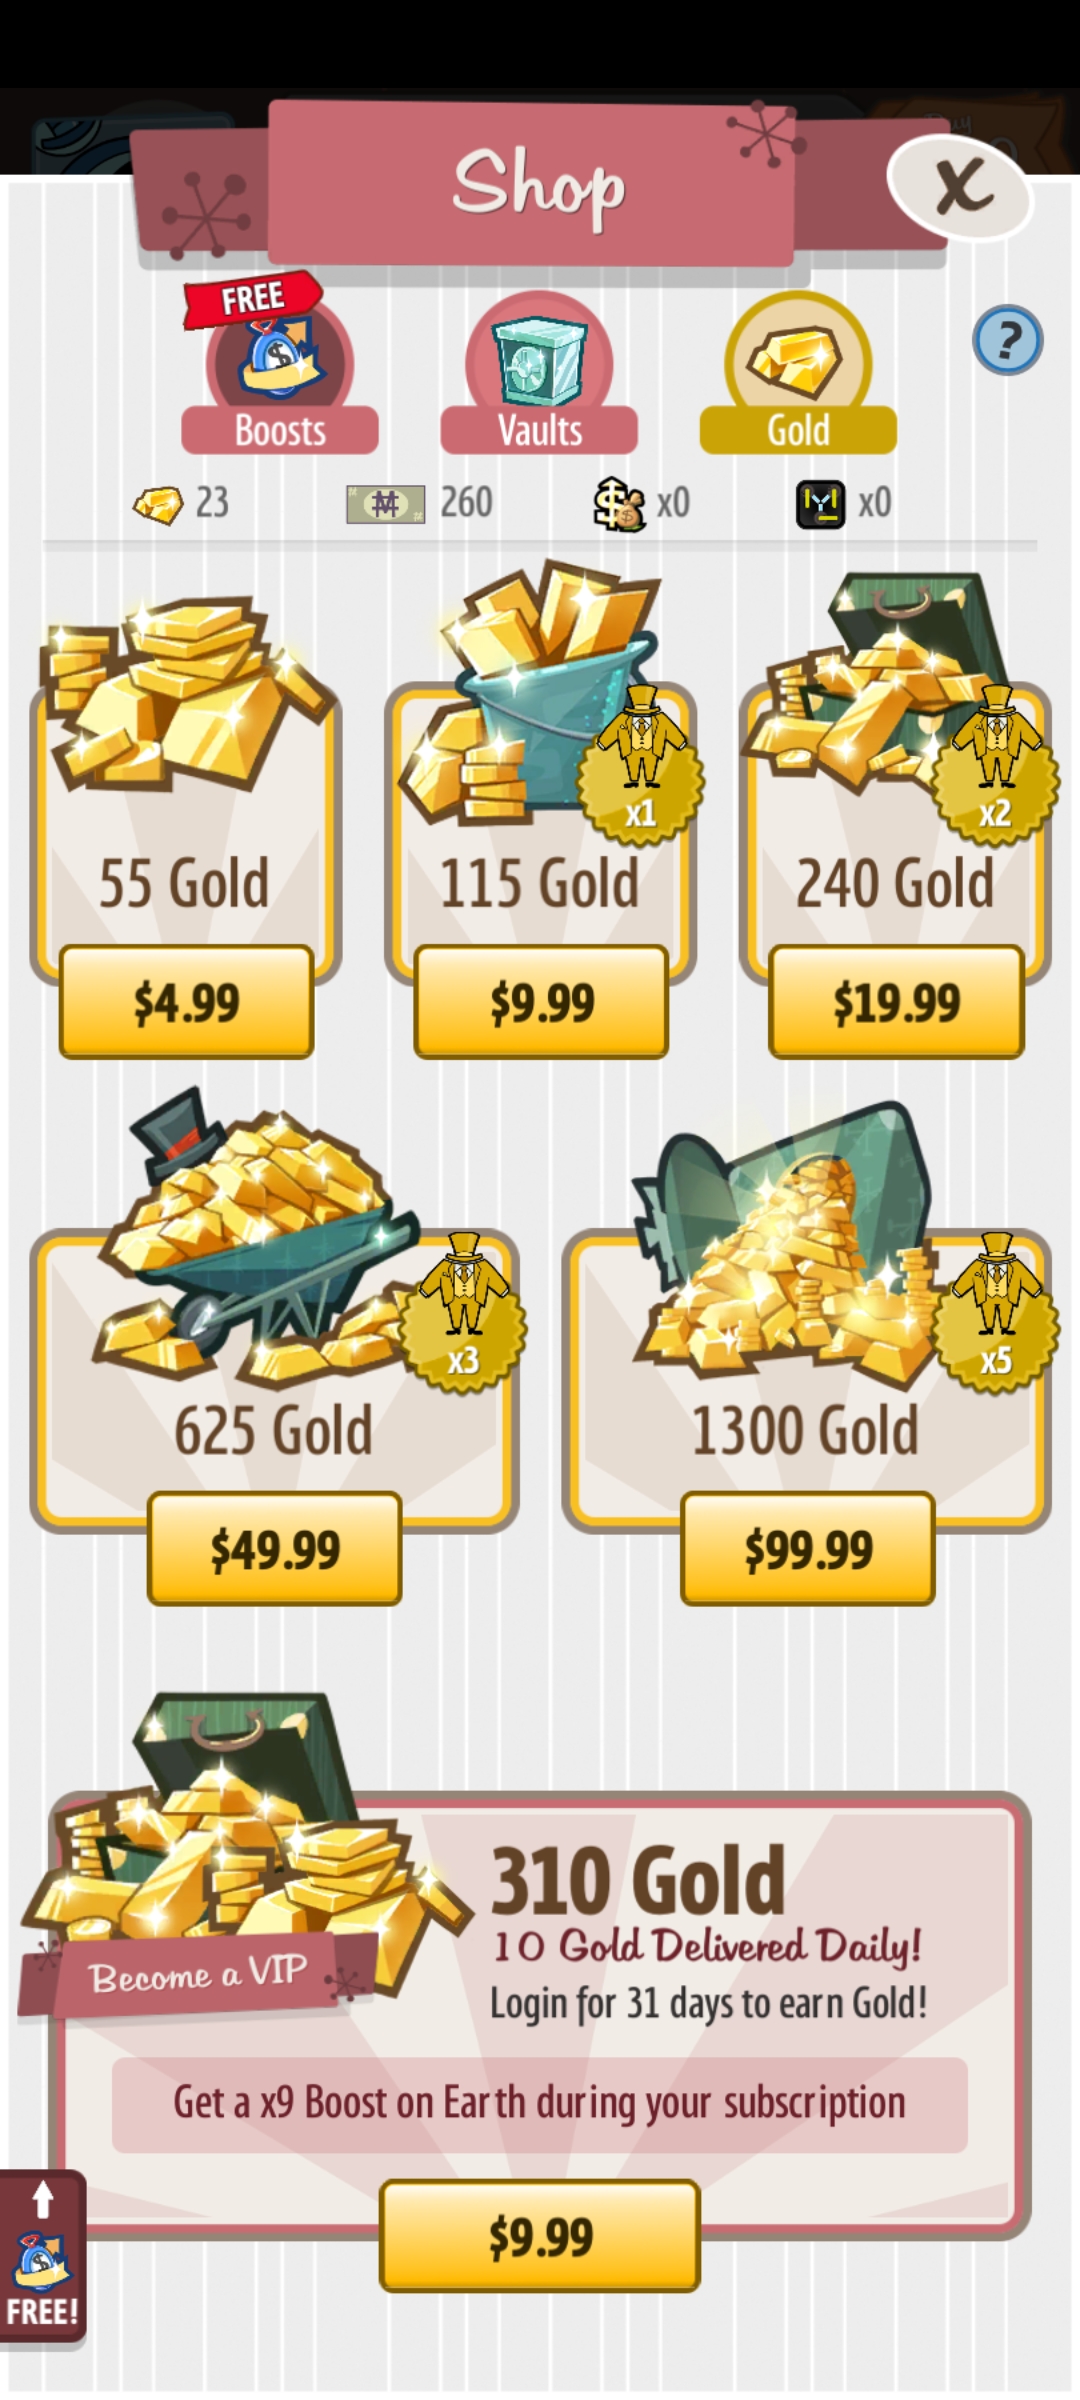 Shop
X
FREE
Boosts
Vaults
Gold
?
23
260
x0
x0
x1
x2
55 Gold
115 Gold
240 Gold
$4.99
$9.99
$19.99
x3
x5
625 Gold
1300 Gold
$49.99
$99.99
310 Gold
10 Gold Delivered Daily!
Become a VIP
Login for 31 days to earn Gold!
Get a x9 Boost on Earth during your subscription
$9.99
FREE!